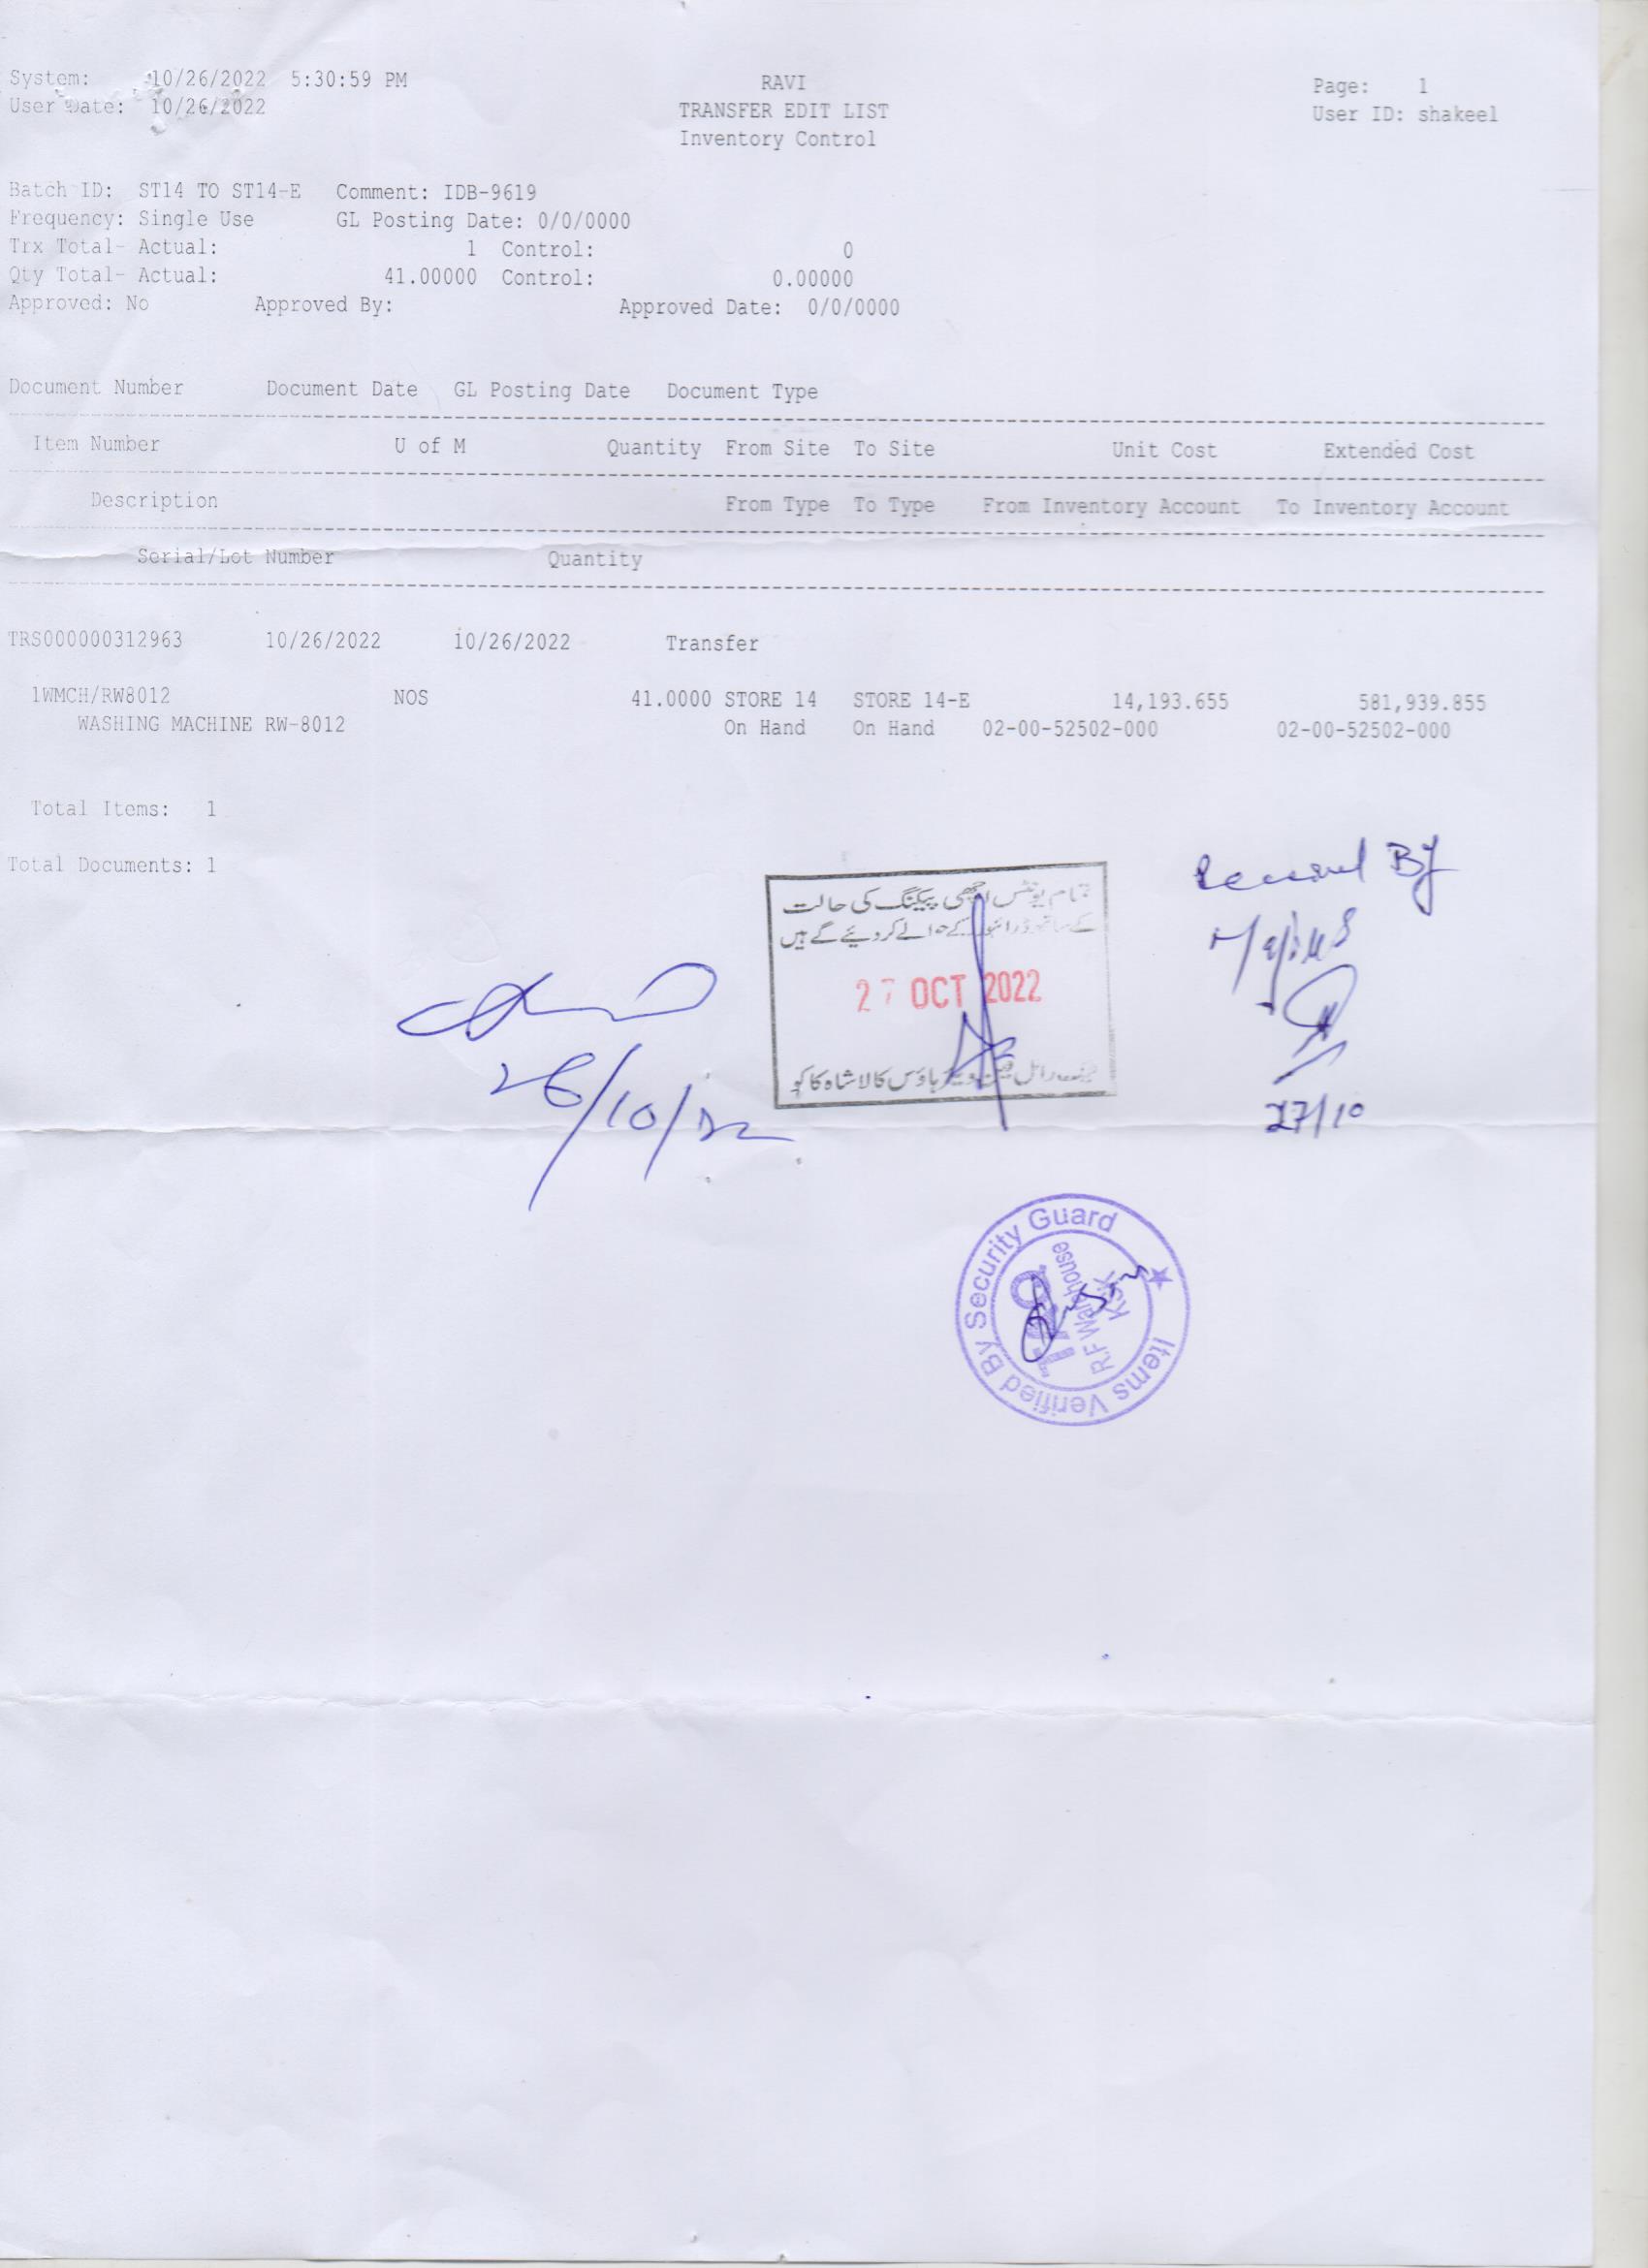 System: 10/26/2022 5:30:59 PM RAVI Page: 1
User Date: 10/26/2022 TRANSFER EDIT LIST User ID: shakeel
Inventory Control
Batch ID: ST14 TO ST14-E Comment: IDB-9619
Frequency: Single Use GL Posting Date: 0/0/0000
Trx Total- Actual: 1 Control: 0
Qty Total- Actual: 41.00000 Control: 0.00000
Approved: No Approved By: Approved Date: 0/0/0000
Document Number Document Date GL Posting Date Document Type
Item Number U of M Quantity From Site To Site Unit Cost Extended Cost
Description From Type To Type From Inventory Account To Inventory Account
Serial/Lot Number Quantity
TRS000000312963 10/26/2022 10/26/2022 Transfer
1WMCH/RW8012 NOS 41.0000 STORE 14 STORE 14-E 14,193.655 581,939.855
WASHING MACHINE RW-8012 On Hand On Hand 02-00-52502-000 02-00-52502-000
Total Items: 1
Total Documents: 1
تمام یونٹس اچھی پیکنگ کی حالت
کے ساتھ ڈرائیور کے حوالے کر دیئے گے ہیں
27 OCT 2022
ویئر ہاؤس کالا شاہ کاکو
Received By
27/10
26/10/22
Items Verified By Security Guard
R.F Warehouse
KSK